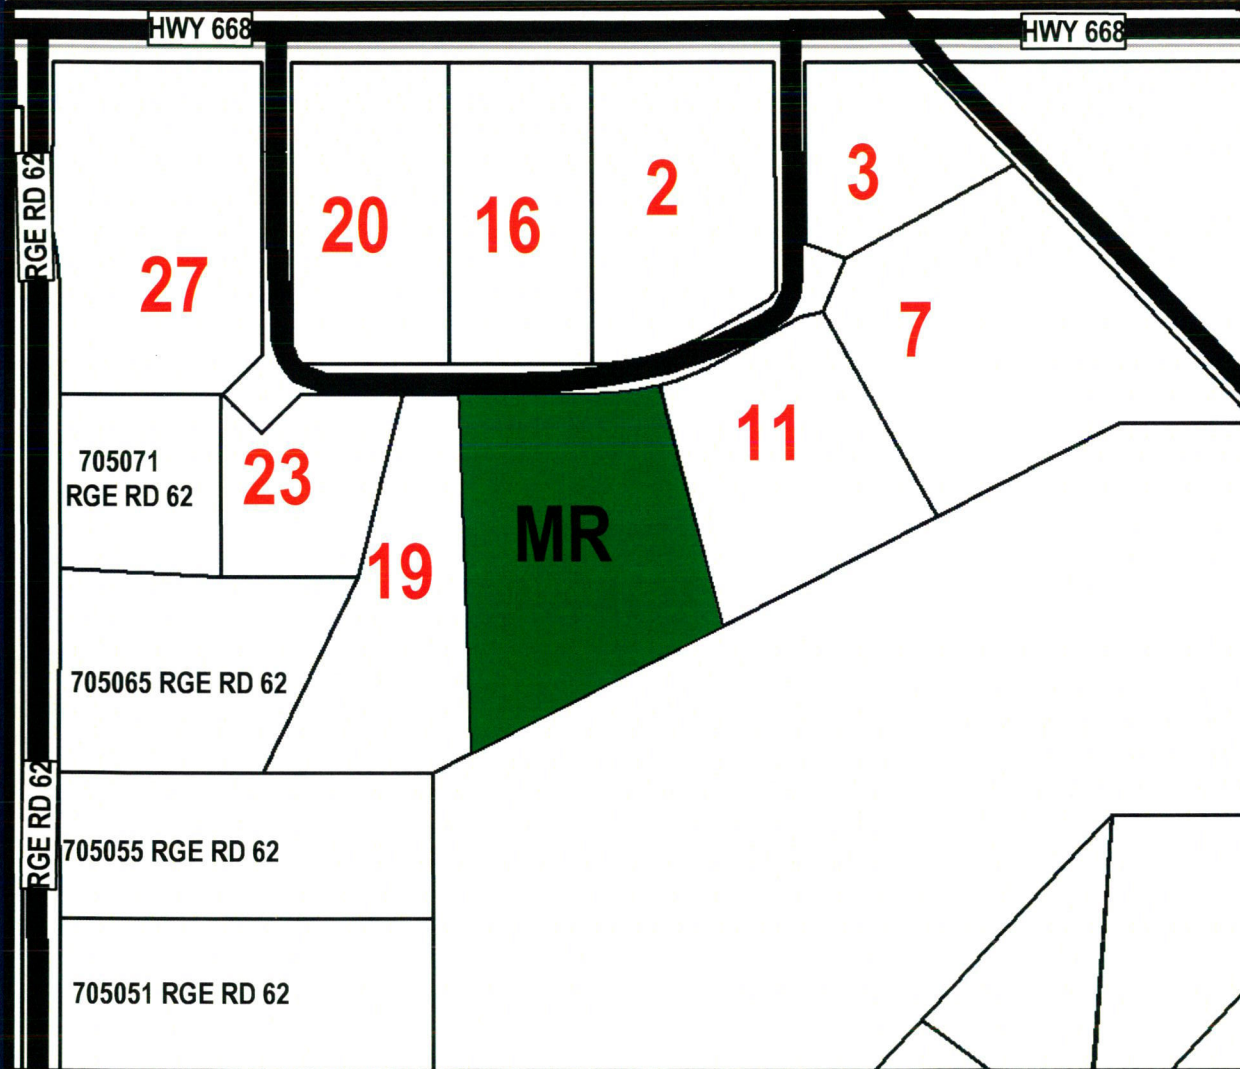 HWY 668
HWY 668
RGE RD 62
20
16
2
3
27
7
11
705071
RGE RD 62
23
MR
19
705065 RGE RD 62
RGE RD 62
705055 RGE RD 62
705051 RGE RD 62